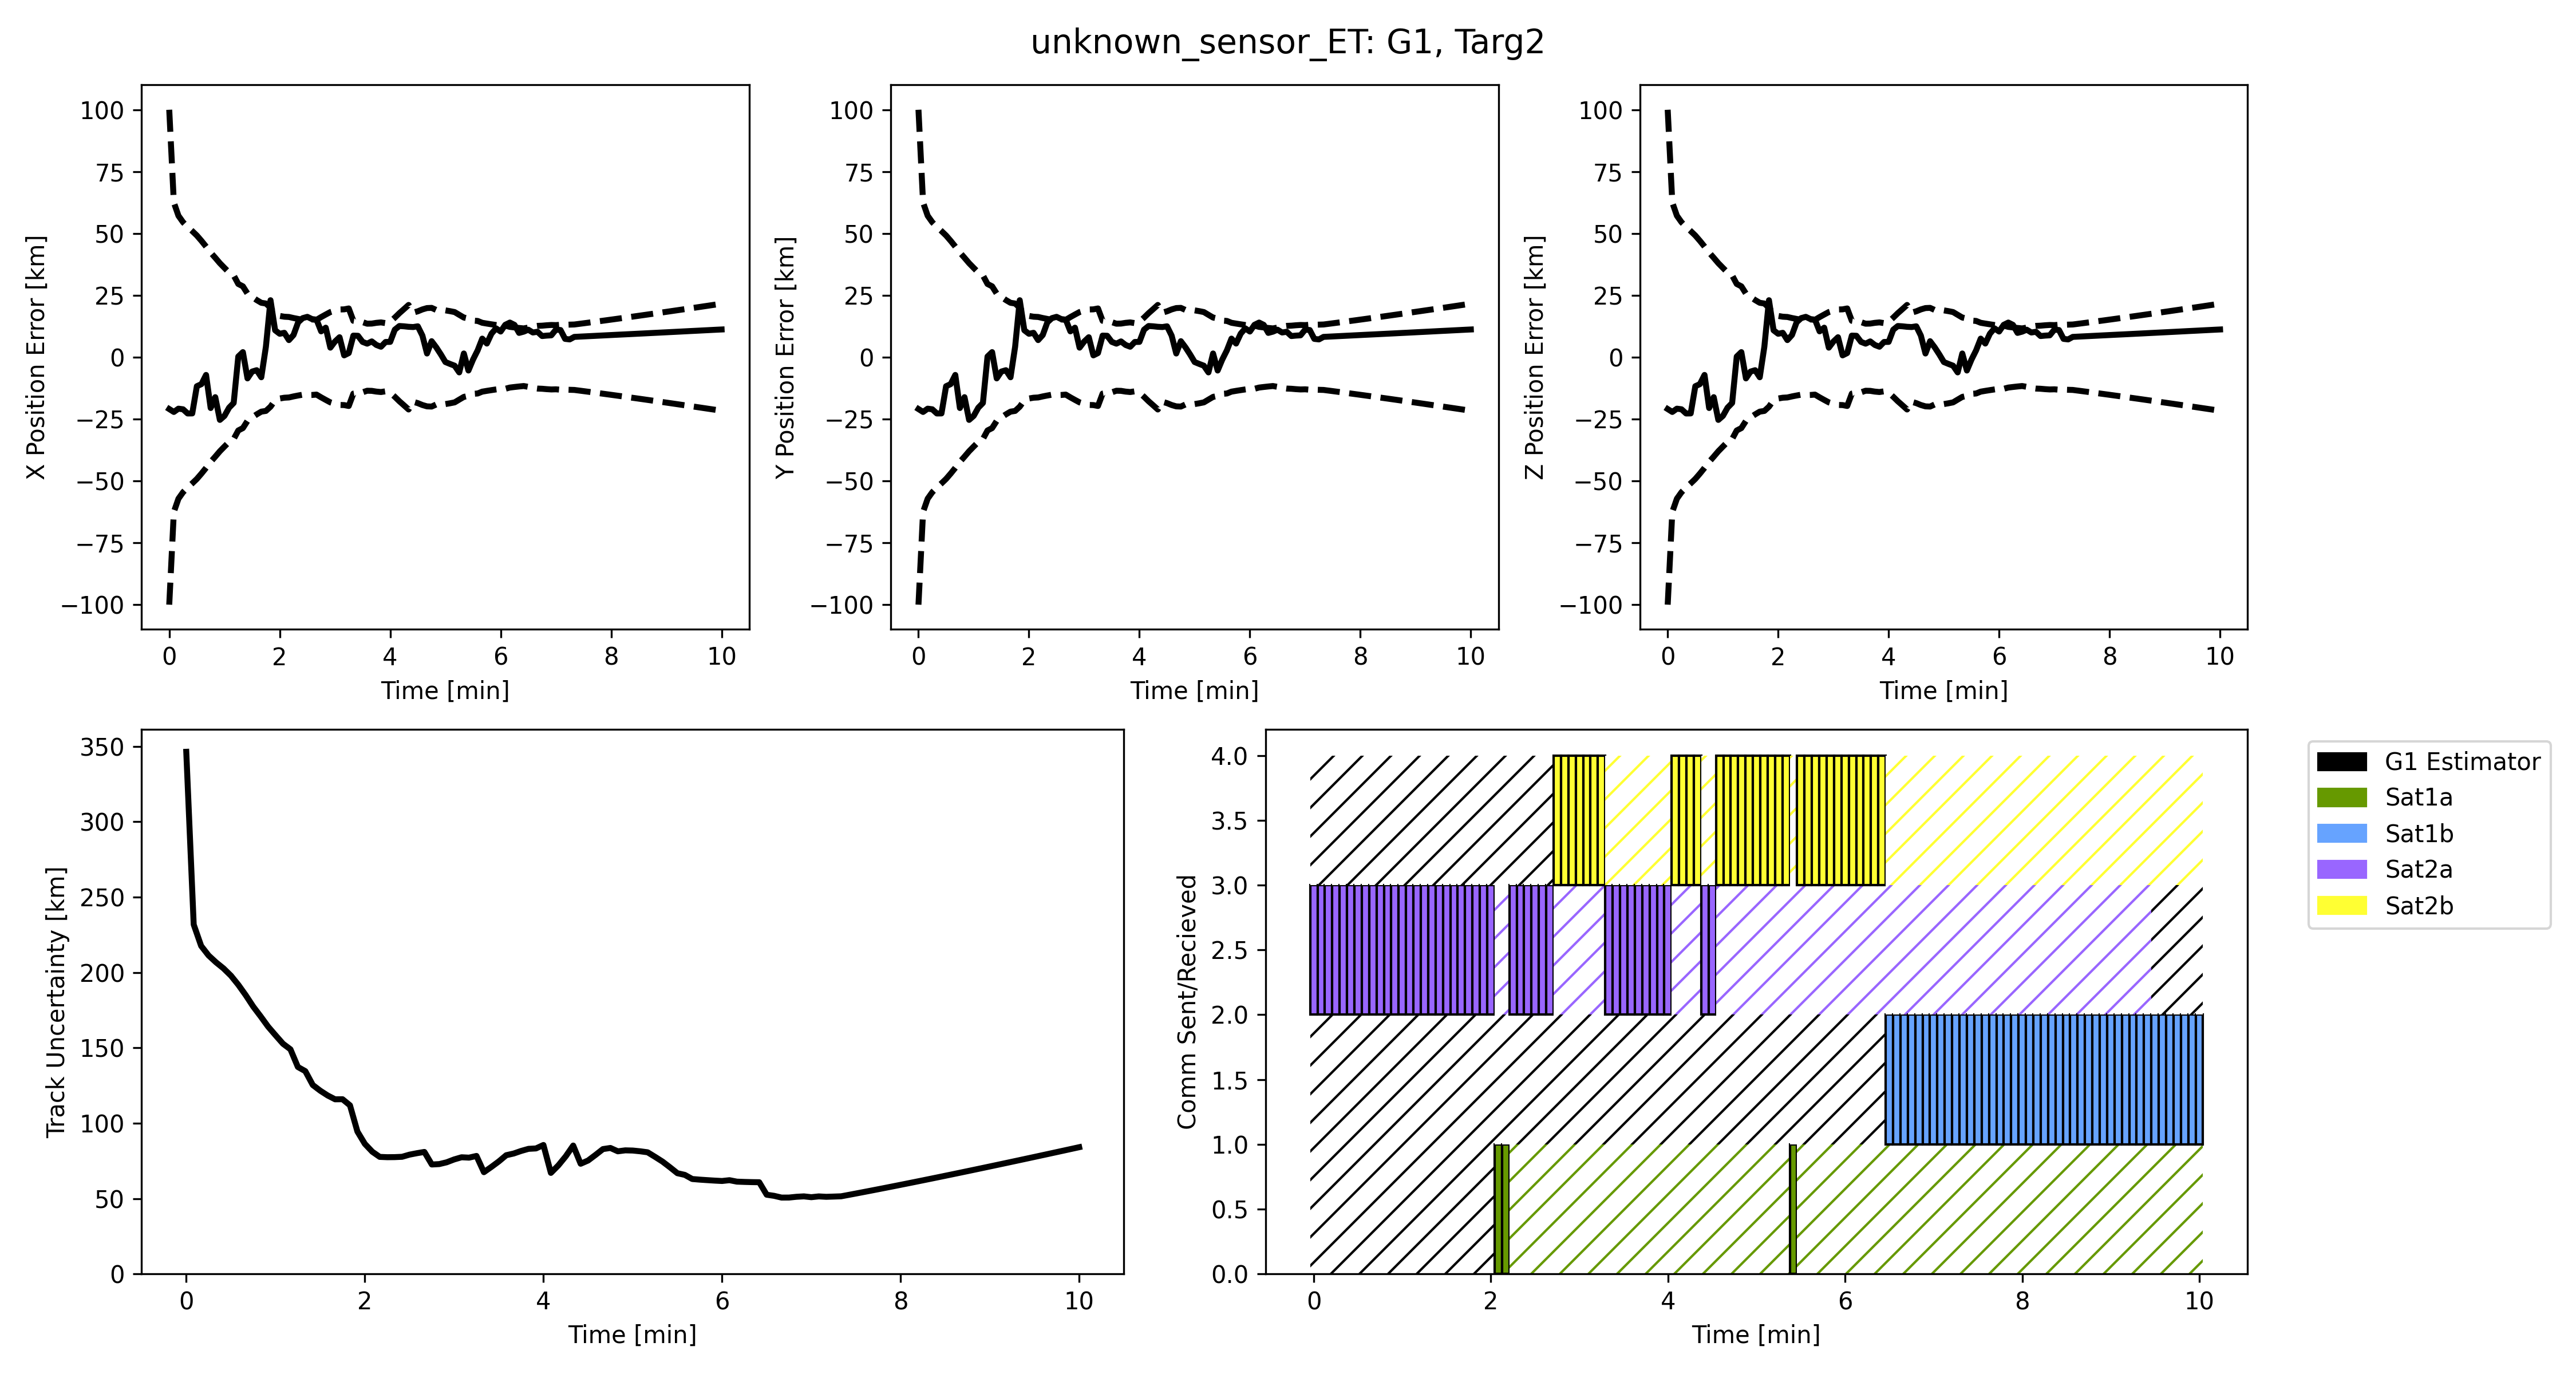 unknown_sensor_ET: G1, Targ2
X Position Error [km]
100
75
50
25
0
−25
−50
−75
−100
0 2 4 6 8 10
Time [min]
Y Position Error [km]
100
75
50
25
0
−25
−50
−75
−100
0 2 4 6 8 10
Time [min]
Z Position Error [km]
100
75
50
25
0
−25
−50
−75
−100
0 2 4 6 8 10
Time [min]
Track Uncertainty [km]
350
300
250
200
150
100
50
0
0 2 4 6 8 10
Time [min]
Comm Sent/Recieved
4.0
3.5
3.0
2.5
2.0
1.5
1.0
0.5
0.0
0 2 4 6 8 10
Time [min]
G1 Estimator
Sat1a
Sat1b
Sat2a
Sat2b